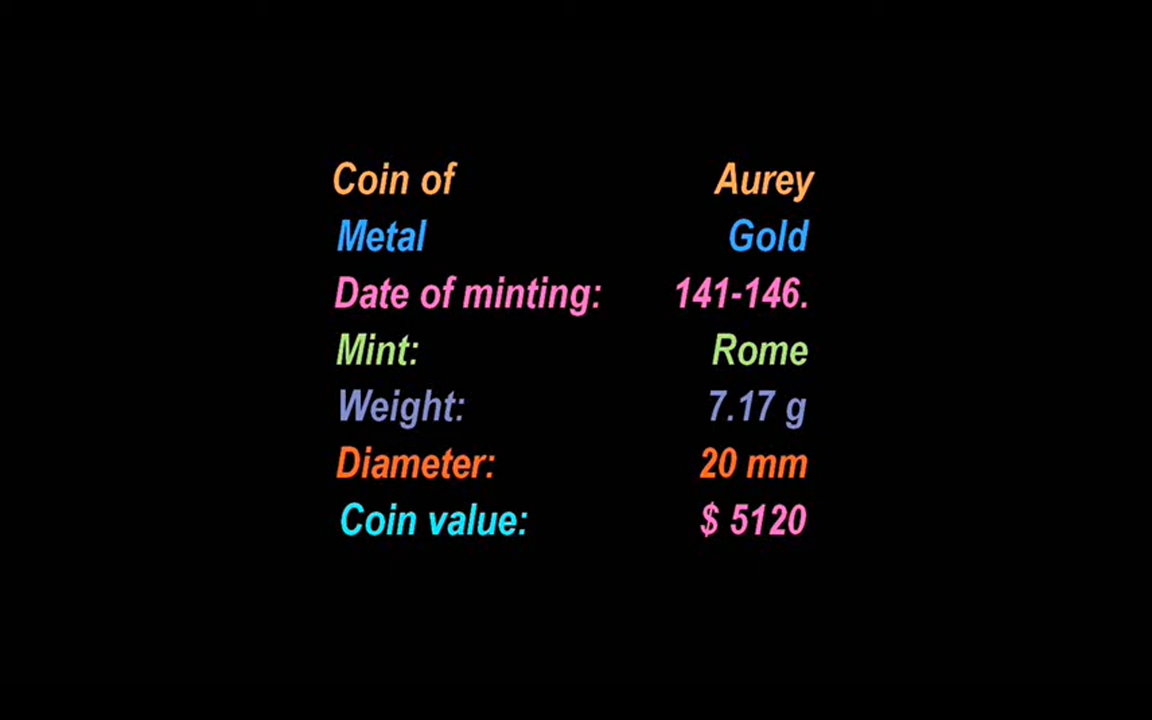 Coin of Aurey
Metal Gold
Date of minting: 141-146.
Mint: Rome
Weight: 7.17 g
Diameter: 20 mm
Coin value: $ 5120